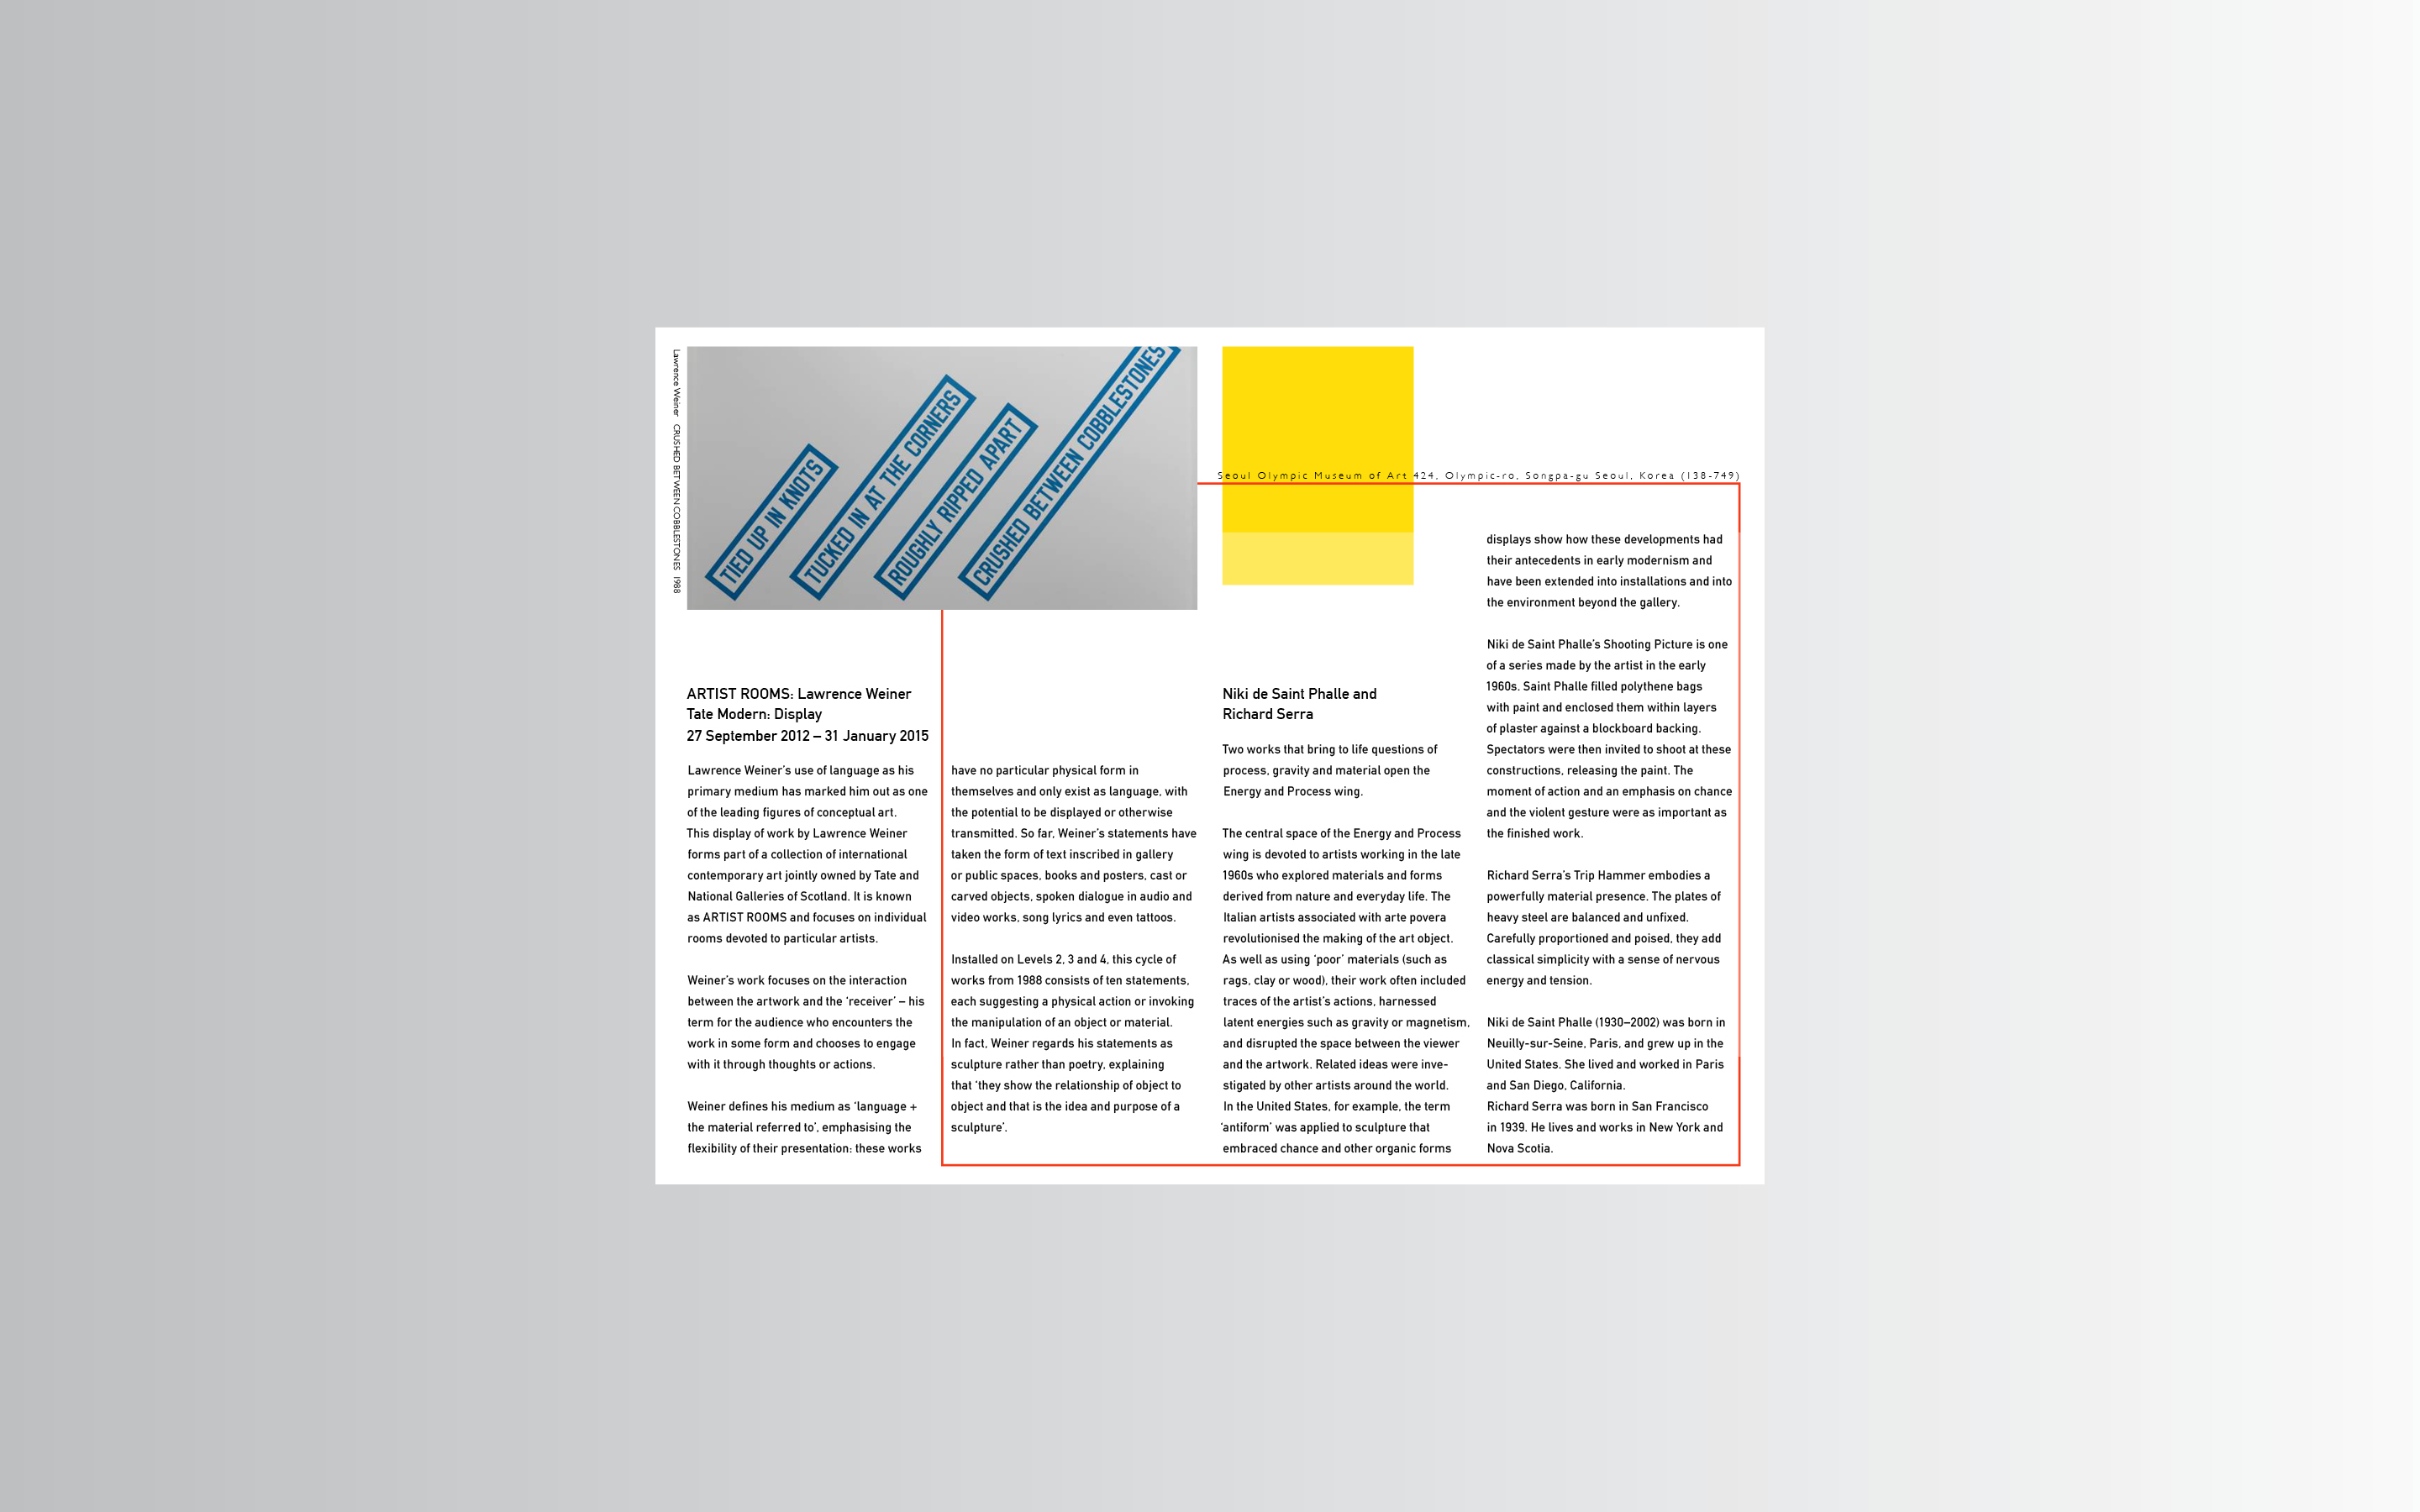 Lawrence Weiner CRUSHED BETWEEN COBBLESTONES 1988
TIED UP IN KNOTS
TUCKED IN AT THE CORNERS
ROUGHLY RIPPED APART
CRUSHED BETWEEN COBBLESTONES
Seoul Olympic Museum of Art 424, Olympic-ro, Songpa-gu Seoul, Korea (138-749)
ARTIST ROOMS: Lawrence Weiner
Tate Modern: Display
27 September 2012 – 31 January 2015
Lawrence Weiner’s use of language as his
primary medium has marked him out as one
of the leading figures of conceptual art.
This display of work by Lawrence Weiner
forms part of a collection of international
contemporary art jointly owned by Tate and
National Galleries of Scotland. It is known
as ARTIST ROOMS and focuses on individual
rooms devoted to particular artists.
Weiner’s work focuses on the interaction
between the artwork and the ‘receiver’ – his
term for the audience who encounters the
work in some form and chooses to engage
with it through thoughts or actions.
Weiner defines his medium as ‘language +
the material referred to’, emphasising the
flexibility of their presentation: these works
have no particular physical form in
themselves and only exist as language, with
the potential to be displayed or otherwise
transmitted. So far, Weiner’s statements have
taken the form of text inscribed in gallery
or public spaces, books and posters, cast or
carved objects, spoken dialogue in audio and
video works, song lyrics and even tattoos.
Installed on Levels 2, 3 and 4, this cycle of
works from 1988 consists of ten statements,
each suggesting a physical action or invoking
the manipulation of an object or material.
In fact, Weiner regards his statements as
sculpture rather than poetry, explaining
that ‘they show the relationship of object to
object and that is the idea and purpose of a
sculpture’.
Niki de Saint Phalle and
Richard Serra
Two works that bring to life questions of
process, gravity and material open the
Energy and Process wing.
The central space of the Energy and Process
wing is devoted to artists working in the late
1960s who explored materials and forms
derived from nature and everyday life. The
Italian artists associated with arte povera
revolutionised the making of the art object.
As well as using ‘poor’ materials (such as
rags, clay or wood), their work often included
traces of the artist’s actions, harnessed
latent energies such as gravity or magnetism,
and disrupted the space between the viewer
and the artwork. Related ideas were inve-
stigated by other artists around the world.
In the United States, for example, the term
‘antiform’ was applied to sculpture that
embraced chance and other organic forms
displays show how these developments had
their antecedents in early modernism and
have been extended into installations and into
the environment beyond the gallery.
Niki de Saint Phalle’s Shooting Picture is one
of a series made by the artist in the early
1960s. Saint Phalle filled polythene bags
with paint and enclosed them within layers
of plaster against a blockboard backing.
Spectators were then invited to shoot at these
constructions, releasing the paint. The
moment of action and an emphasis on chance
and the violent gesture were as important as
the finished work.
Richard Serra’s Trip Hammer embodies a
powerfully material presence. The plates of
heavy steel are balanced and unfixed.
Carefully proportioned and poised, they add
classical simplicity with a sense of nervous
energy and tension.
Niki de Saint Phalle (1930–2002) was born in
Neuilly-sur-Seine, Paris, and grew up in the
United States. She lived and worked in Paris
and San Diego, California.
Richard Serra was born in San Francisco
in 1939. He lives and works in New York and
Nova Scotia.